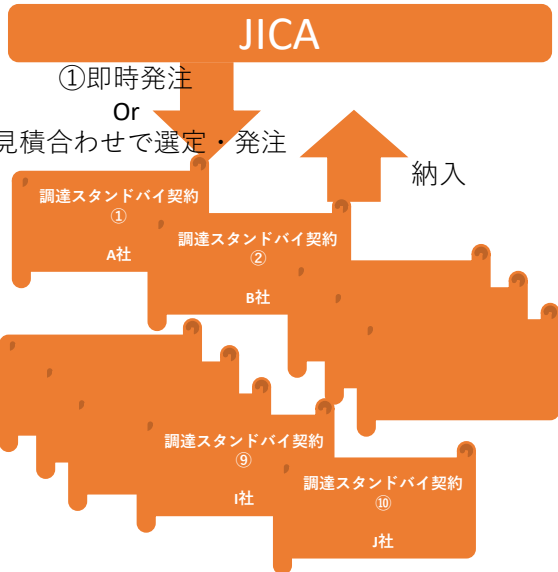 JICA
①即時発注
Or
見積合わせで選定・発注
納入
調達スタンドバイ契約
①
A社
調達スタンドバイ契約
②
B社
調達スタンドバイ契約
⑨
I社
調達スタンドバイ契約
⑩
J社